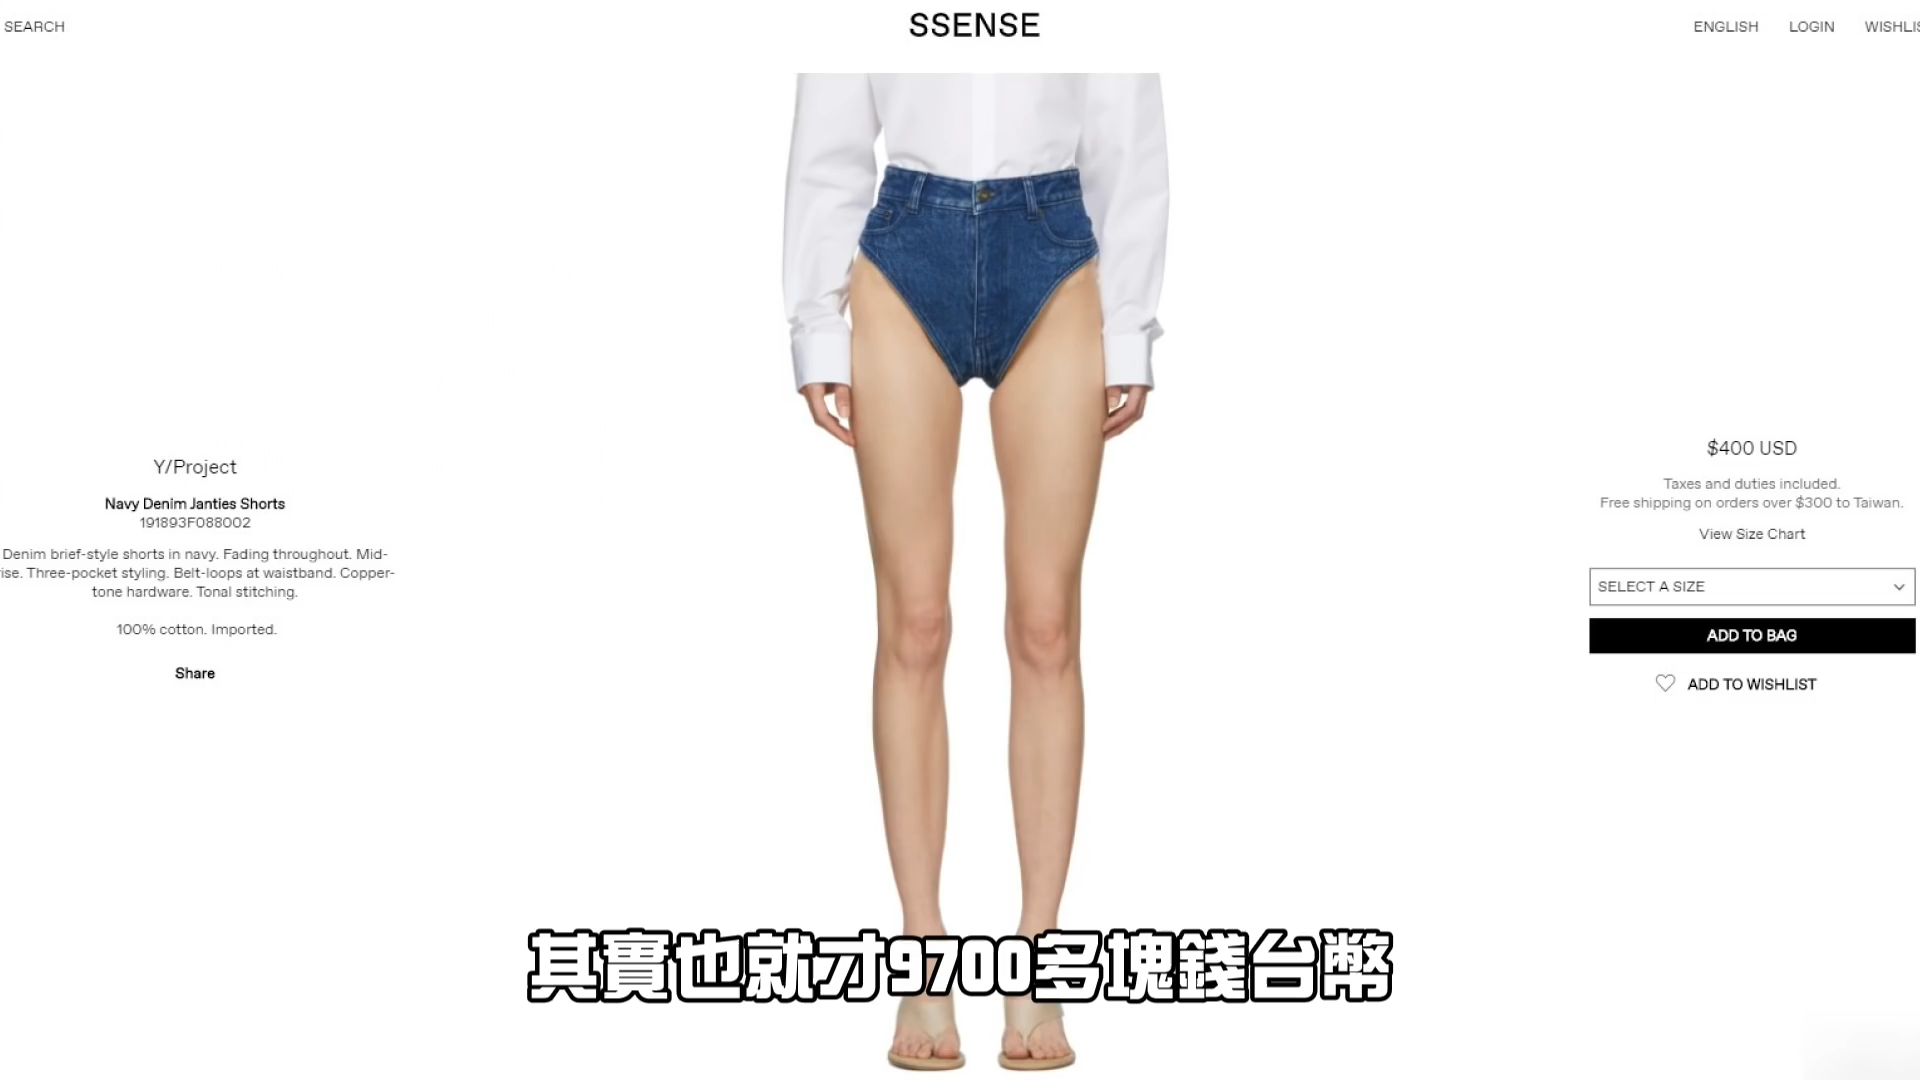 SEARCH
SSENSE
ENGLISH LOGIN WISHLIS
Y/Project
Navy Denim Janties Shorts
191893F088002
Denim brief-style shorts in navy. Fading throughout. Mid-
ise. Three-pocket styling. Belt-loops at waistband. Copper-
tone hardware. Tonal stitching.
100% cotton. Imported.
Share
$400 USD
Taxes and duties included.
Free shipping on orders over $300 to Taiwan.
View Size Chart
SELECT A SIZE
ADD TO BAG
ADD TO WISHLIST
其實也就才9700多塊錢台幣